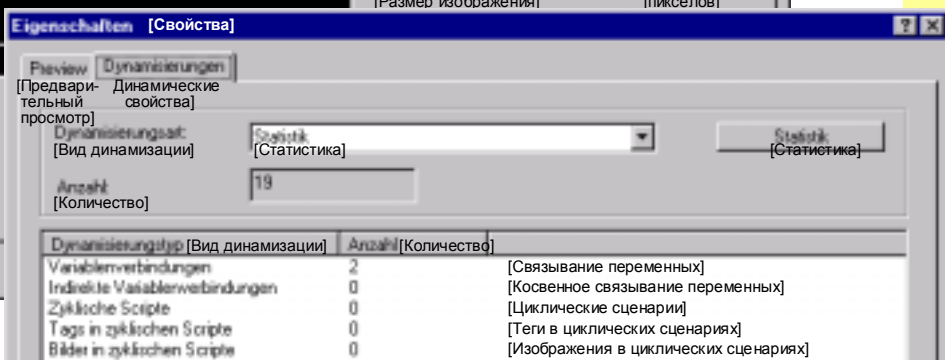 [Размер изображения] [пикселов]
Eigenschaften [Свойства]
Preview Dynamisierungen
[Предвари- Динамические
тельный свойства]
просмотр]
Dynamisierungsart: Statistik Statistik
[Вид динамизации] [Статистика] [Статистика]
Anzahl: 19
[Количество]
Dynamisierungstyp [Вид динамизации] Anzahl [Количество]
Variablenverbindungen 2 [Связывание переменных]
Indirekte Variablenverbindungen 0 [Косвенное связывание переменных]
Zyklische Scripte 0 [Циклические сценарии]
Tags in zyklischen Scripte 0 [Теги в циклических сценариях]
Bilder in zyklischen Scripte 0 [Изображения в циклических сценариях]